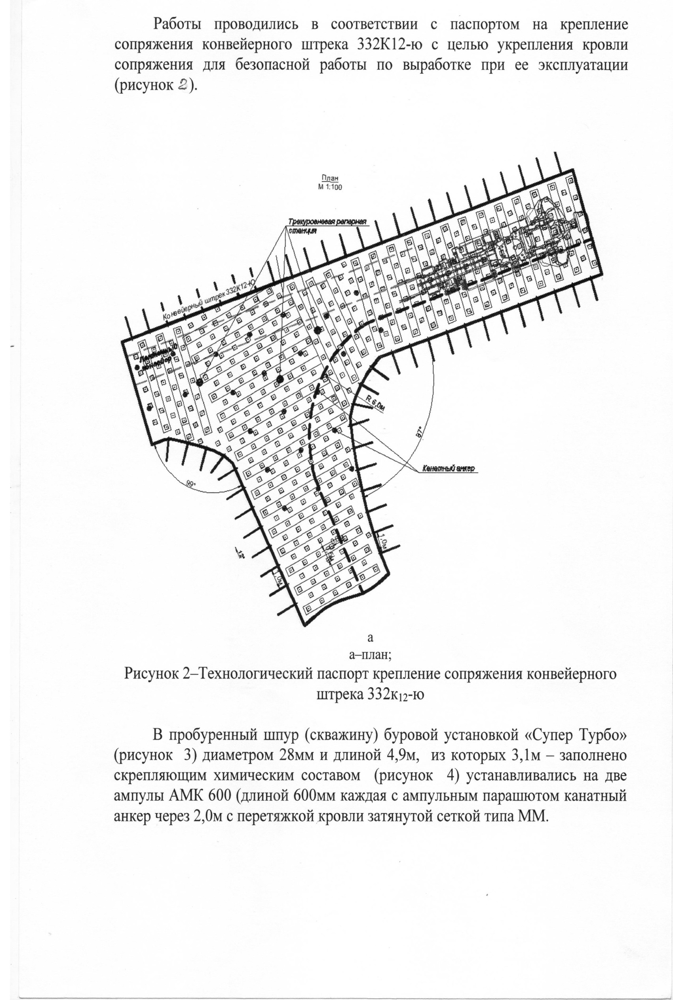 Работы проводились в соответствии с паспортом на крепление
сопряжения конвейерного штрека 332К12-ю с целью укрепления кровли
сопряжения для безопасной работы по выработке при ее эксплуатации
(рисунок 2).
План
М 1:100
Трехуровневая реперная
станция
Конвейерный штрек 332К12-Ю
Ленточный
конвейер
R 6,0м
87°
Канатный анкер
99°
12°
1,0м
1,0м
а
а–план;
Рисунок 2–Технологический паспорт крепление сопряжения конвейерного
штрека 332к12-ю
В пробуренный шпур (скважину) буровой установкой «Супер Турбо»
(рисунок 3) диаметром 28мм и длиной 4,9м, из которых 3,1м – заполнено
скрепляющим химическим составом (рисунок 4) устанавливались на две
ампулы АМК 600 (длиной 600мм каждая с ампульным парашютом канатный
анкер через 2,0м с перетяжкой кровли затянутой сеткой типа ММ.